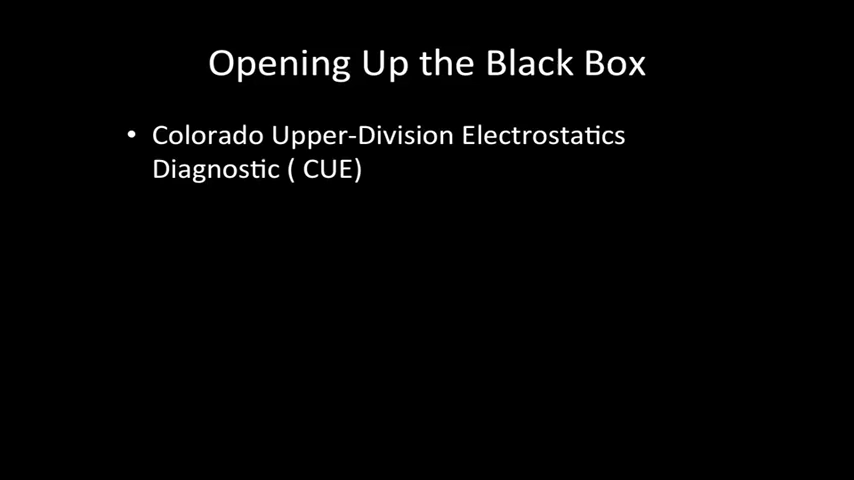 Opening Up the Black Box
• Colorado Upper-Division Electrostatics
Diagnostic ( CUE)